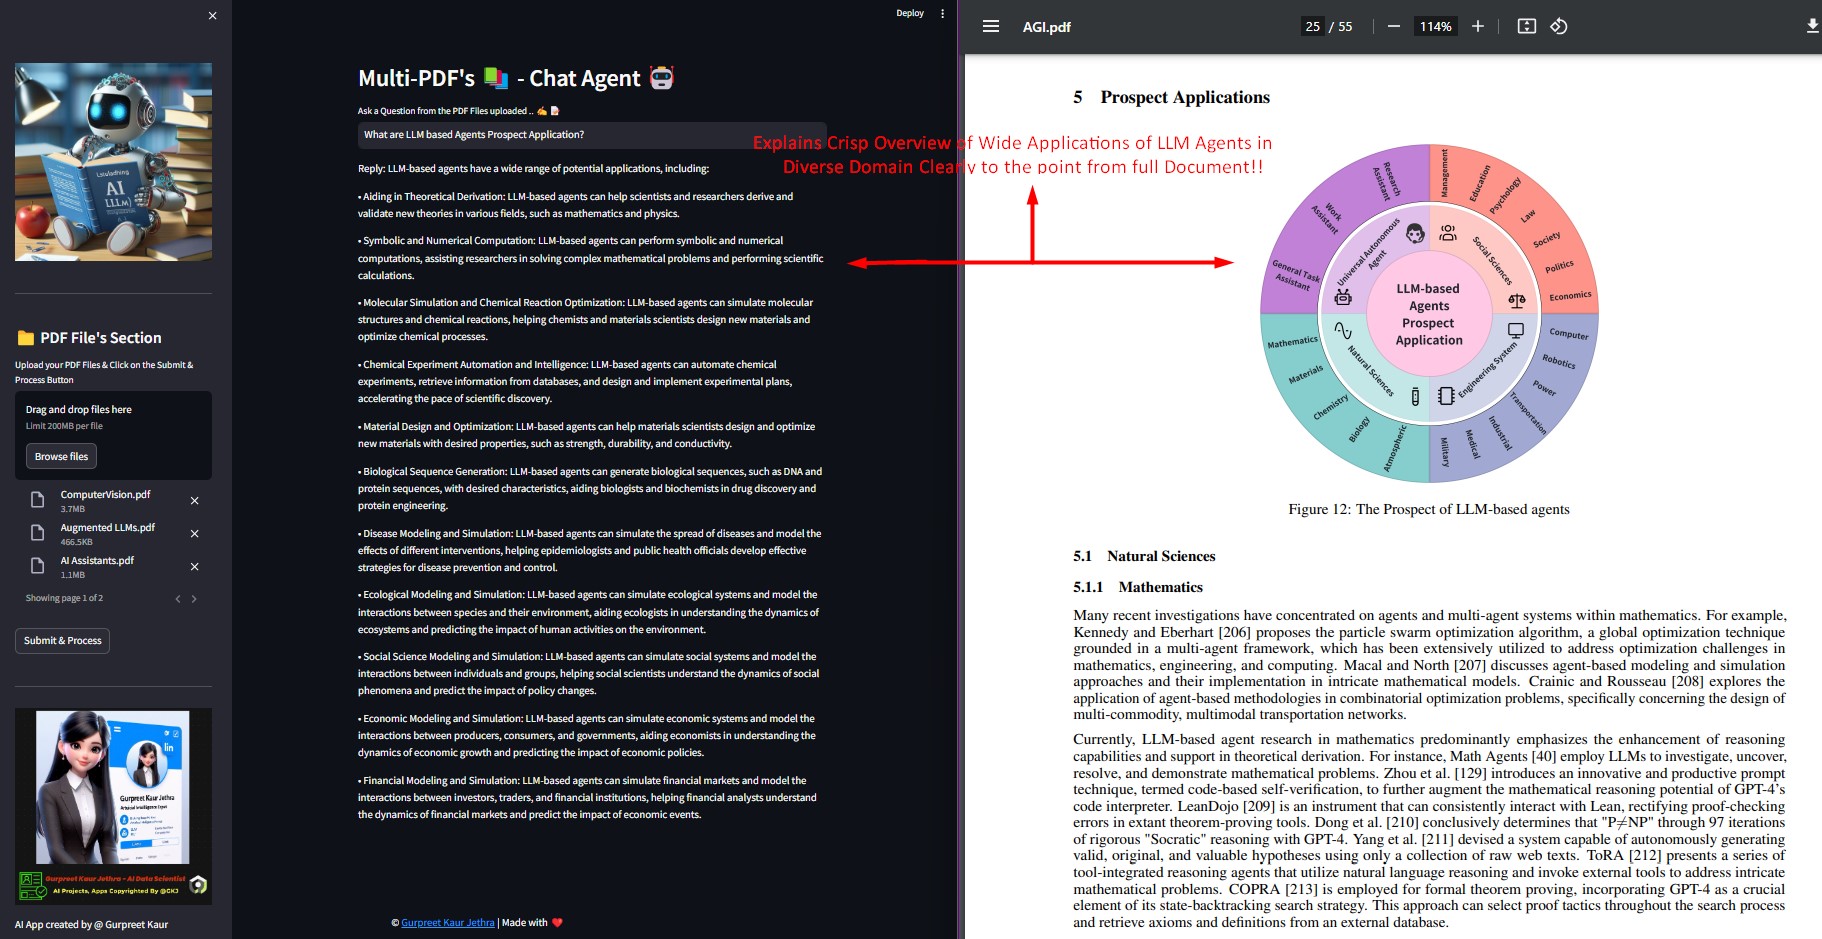 AI
LLM)
PDF File's Section
Upload your PDF Files & Click on the Submit &
Process Button
Drag and drop files here
Limit 200MB per file
Browse files
ComputerVision.pdf
3.7MB
Augmented LLMs.pdf
466.5KB
AI Assistants.pdf
1.1MB
Showing page 1 of 2
Submit & Process
lin
Gurpreet Kaur Jethra
Gurpreet Kaur Jethra - AI Data Scientist
AI Projects, Apps Copyrighted By @GKJ
AI App created by @ Gurpreet Kaur
Deploy
Multi-PDF's - Chat Agent
Ask a Question from the PDF Files uploaded ..
What are LLM based Agents Prospect Application?
Reply: LLM-based agents have a wide range of potential applications, including:
• Aiding in Theoretical Derivation: LLM-based agents can help scientists and researchers derive and
validate new theories in various fields, such as mathematics and physics.
• Symbolic and Numerical Computation: LLM-based agents can perform symbolic and numerical
computations, assisting researchers in solving complex mathematical problems and performing scientific
calculations.
• Molecular Simulation and Chemical Reaction Optimization: LLM-based agents can simulate molecular
structures and chemical reactions, helping chemists and materials scientists design new materials and
optimize chemical processes.
• Chemical Experiment Automation and Intelligence: LLM-based agents can automate chemical
experiments, retrieve information from databases, and design and implement experimental plans,
accelerating the pace of scientific discovery.
• Material Design and Optimization: LLM-based agents can help materials scientists design and optimize
new materials with desired properties, such as strength, durability, and conductivity.
• Biological Sequence Generation: LLM-based agents can generate biological sequences, such as DNA and
protein sequences, with desired characteristics, aiding biologists and biochemists in drug discovery and
protein engineering.
• Disease Modeling and Simulation: LLM-based agents can simulate the spread of diseases and model the
effects of different interventions, helping epidemiologists and public health officials develop effective
strategies for disease prevention and control.
• Ecological Modeling and Simulation: LLM-based agents can simulate ecological systems and model the
interactions between species and their environment, aiding ecologists in understanding the dynamics of
ecosystems and predicting the impact of human activities on the environment.
• Social Science Modeling and Simulation: LLM-based agents can simulate social systems and model the
interactions between individuals and groups, helping social scientists understand the dynamics of social
phenomena and predict the impact of policy changes.
• Economic Modeling and Simulation: LLM-based agents can simulate economic systems and model the
interactions between producers, consumers, and governments, aiding economists in understanding the
dynamics of economic growth and predicting the impact of economic policies.
• Financial Modeling and Simulation: LLM-based agents can simulate financial markets and model the
interactions between investors, traders, and financial institutions, helping financial analysts understand
the dynamics of financial markets and predict the impact of economic events.
© Gurpreet Kaur Jethra | Made with
Explains Crisp Overview of Wide Applications of LLM Agents in
Diverse Domain Clearly to the point from full Document!!
AGI.pdf
25 / 55
114%
5 Prospect Applications
Research
Assistant
Work
Assistant
General Task
Assistant
Management
Education
Psychology
Law
Society
Politics
Economics
Universal Autonomous
Agent
Social Sciences
LLM-based
Agents
Prospect
Application
Natural Sciences
Engineering System
Mathematics
Materials
Chemistry
Biology
Atmospheric
Computer
Robotics
Power
Transportation
Industrial
Medical
Military
Figure 12: The Prospect of LLM-based agents
5.1 Natural Sciences
5.1.1 Mathematics
Many recent investigations have concentrated on agents and multi-agent systems within mathematics. For example,
Kennedy and Eberhart [206] proposes the particle swarm optimization algorithm, a global optimization technique
grounded in a multi-agent framework, which has been extensively utilized to address optimization challenges in
mathematics, engineering, and computing. Macal and North [207] discusses agent-based modeling and simulation
approaches and their implementation in intricate mathematical models. Crainic and Rousseau [208] explores the
application of agent-based methodologies in combinatorial optimization problems, specifically concerning the design of
multi-commodity, multimodal transportation networks.
Currently, LLM-based agent research in mathematics predominantly emphasizes the enhancement of reasoning
capabilities and support in theoretical derivation. For instance, Math Agents [40] employ LLMs to investigate, uncover,
resolve, and demonstrate mathematical problems. Zhou et al. [129] introduces an innovative and productive prompt
technique, termed code-based self-verification, to further augment the mathematical reasoning potential of GPT-4's
code interpreter. LeanDojo [209] is an instrument that can consistently interact with Lean, rectifying proof-checking
errors in extant theorem-proving tools. Dong et al. [210] conclusively determines that "P≠NP" through 97 iterations
of rigorous "Socratic" reasoning with GPT-4. Yang et al. [211] devised a system capable of autonomously generating
valid, original, and valuable hypotheses using only a collection of raw web texts. ToRA [212] presents a series of
tool-integrated reasoning agents that utilize natural language reasoning and invoke external tools to address intricate
mathematical problems. COPRA [213] is employed for formal theorem proving, incorporating GPT-4 as a crucial
element of its state-backtracking search strategy. This approach can select proof tactics throughout the search process
and retrieve axioms and definitions from an external database.